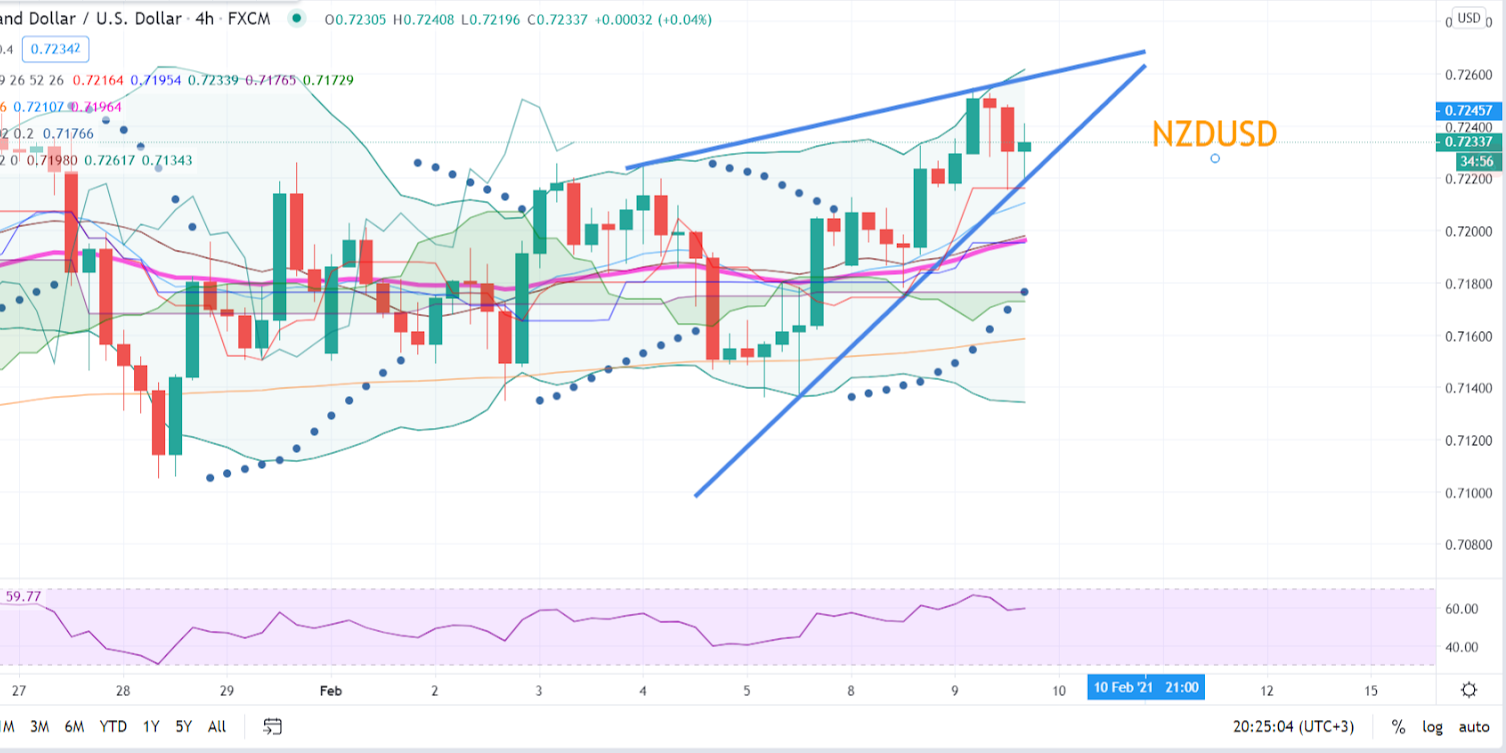 and Dollar / U.S. Dollar · 4h · FXCM O0.72305 H0.72408 L0.72196 C0.72337 +0.00032 (+0.04%)
USD
0.4 0.72342
9 26 52 26 0.72164 0.71954 0.72339 0.71765 0.71729
6 0.72107 0.71964
02 0.2 0.71766
2 0 0.71980 0.72617 0.71343
NZDUSD
0.72600
0.72457
0.72400
0.72337
34:56
0.72200
0.72000
0.71800
0.71600
0.71400
0.71200
0.71000
0.70800
59.77
60.00
40.00
27 28 29 Feb 2 3 4 5 8 9 10 10 Feb '21 21:00 12 15
1M 3M 6M YTD 1Y 5Y All 20:25:04 (UTC+3) % log auto